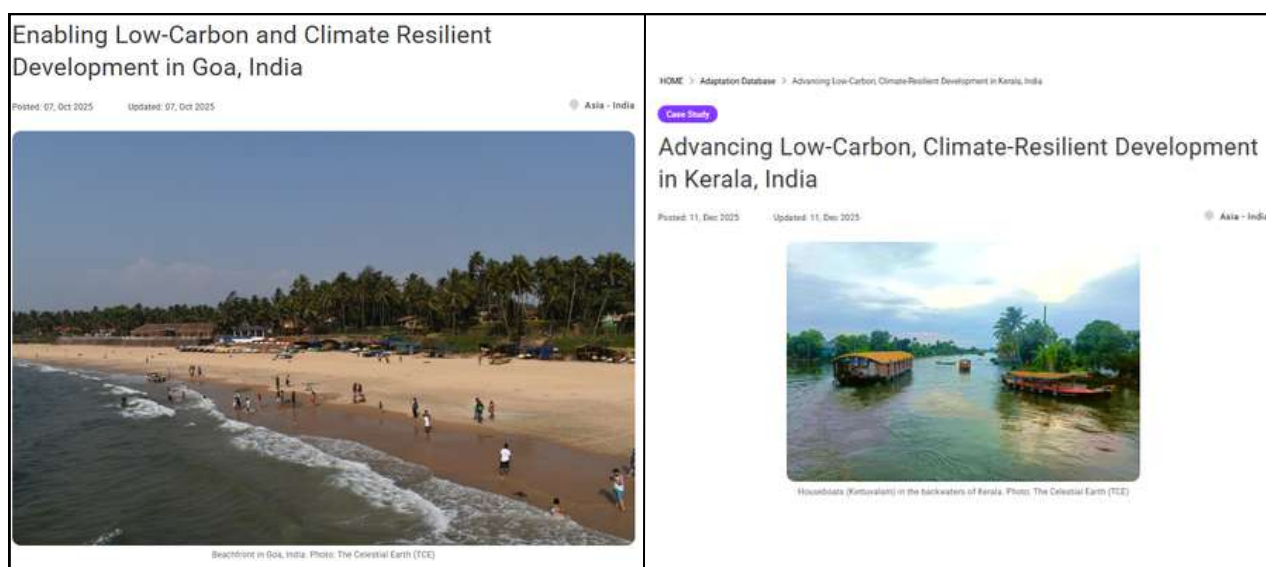 Enabling Low-Carbon and Climate Resilient
Development in Goa, India
Posted: 07, Oct 2025 Updated: 07, Oct 2025 Asia - India
Beachfront in Goa, India. Photo: The Celestial Earth (TCE)
HOME > Adaptation Database > Advancing Low-Carbon, Climate-Resilient Development in Kerala, India
Case Study
Advancing Low-Carbon, Climate-Resilient Development
in Kerala, India
Posted: 11, Dec 2025 Updated: 11, Dec 2025 Asia - India
Houseboats (Kettuvalam) in the backwaters of Kerala. Photo: The Celestial Earth (TCE)